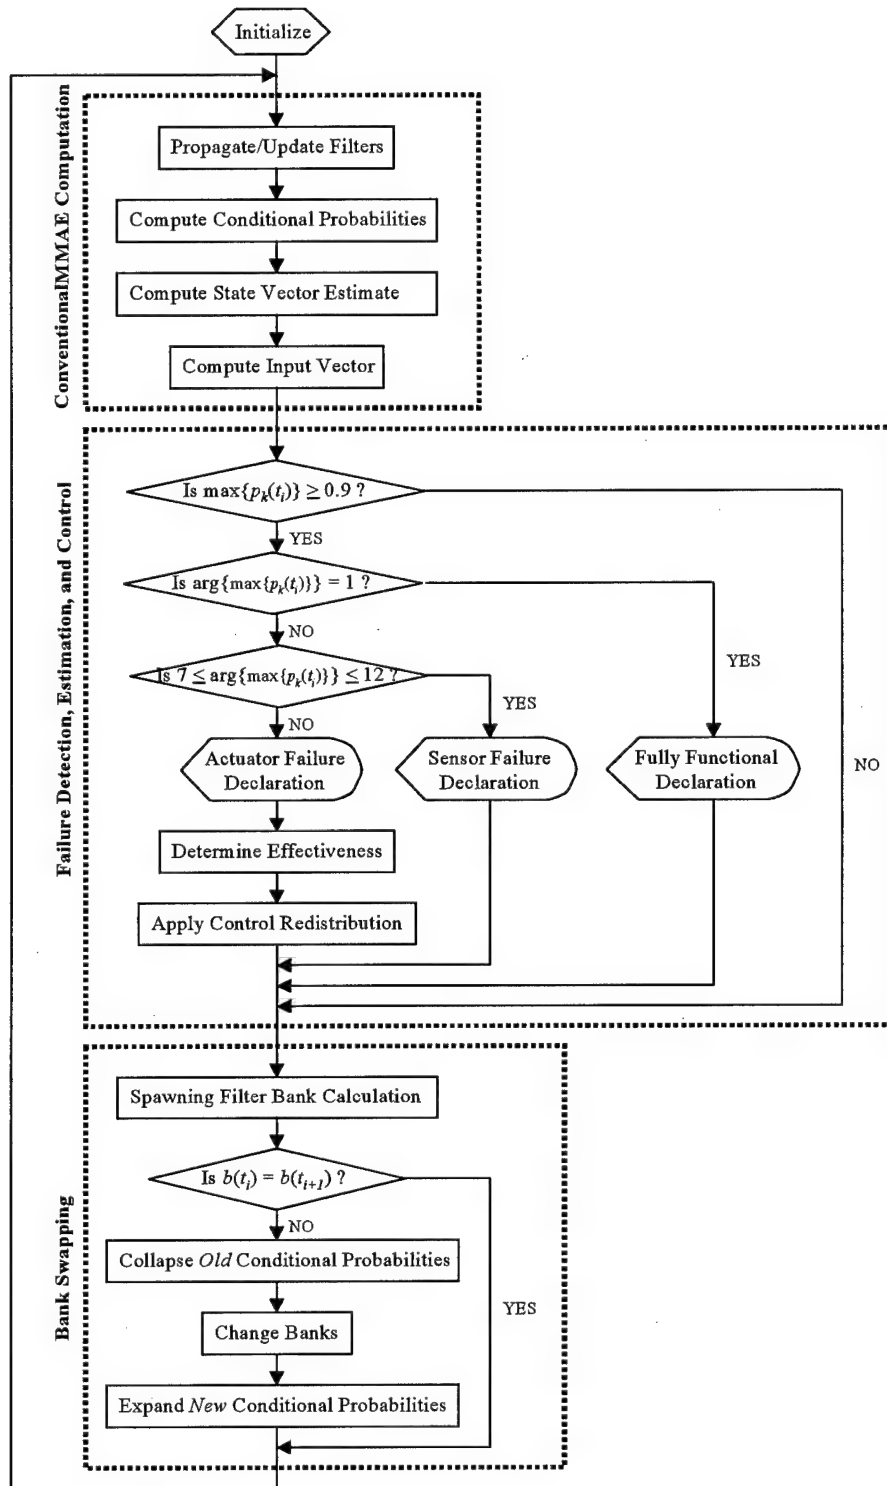 Initialize
ConventionalMMAE Computation
Propagate/Update Filters
Compute Conditional Probabilities
Compute State Vector Estimate
Compute Input Vector
Failure Detection, Estimation, and Control
Is max{pₖ(tᵢ)} ≥ 0.9 ?
YES
Is arg{max{pₖ(tᵢ)}} = 1 ?
NO
YES
Is 7 ≤ arg{max{pₖ(tᵢ)}} ≤ 12 ?
YES
NO
Actuator Failure
Declaration
Sensor Failure
Declaration
Fully Functional
Declaration
NO
Determine Effectiveness
Apply Control Redistribution
Bank Swapping
Spawning Filter Bank Calculation
Is b(tᵢ) = b(tᵢ₊₁) ?
NO
Collapse Old Conditional Probabilities
YES
Change Banks
Expand New Conditional Probabilities